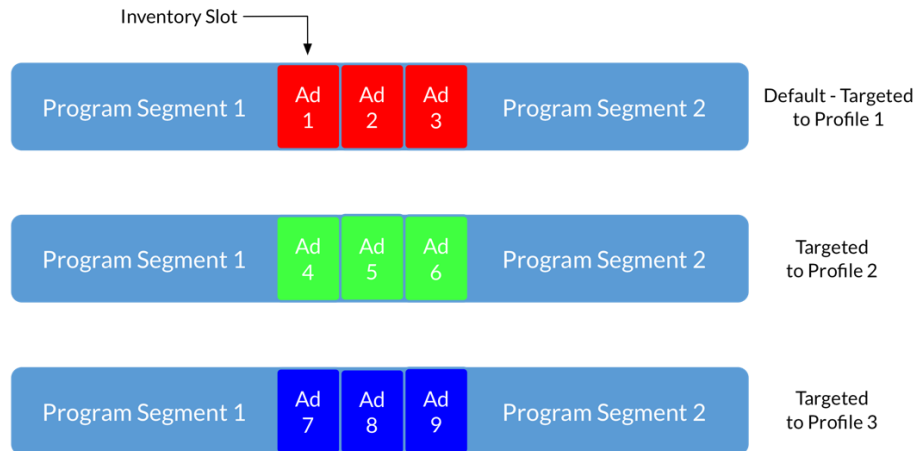 Inventory Slot
Program Segment 1
Ad
1
Ad
2
Ad
3
Program Segment 2
Default - Targeted
to Profile 1
Program Segment 1
Ad
4
Ad
5
Ad
6
Program Segment 2
Targeted
to Profile 2
Program Segment 1
Ad
7
Ad
8
Ad
9
Program Segment 2
Targeted
to Profile 3